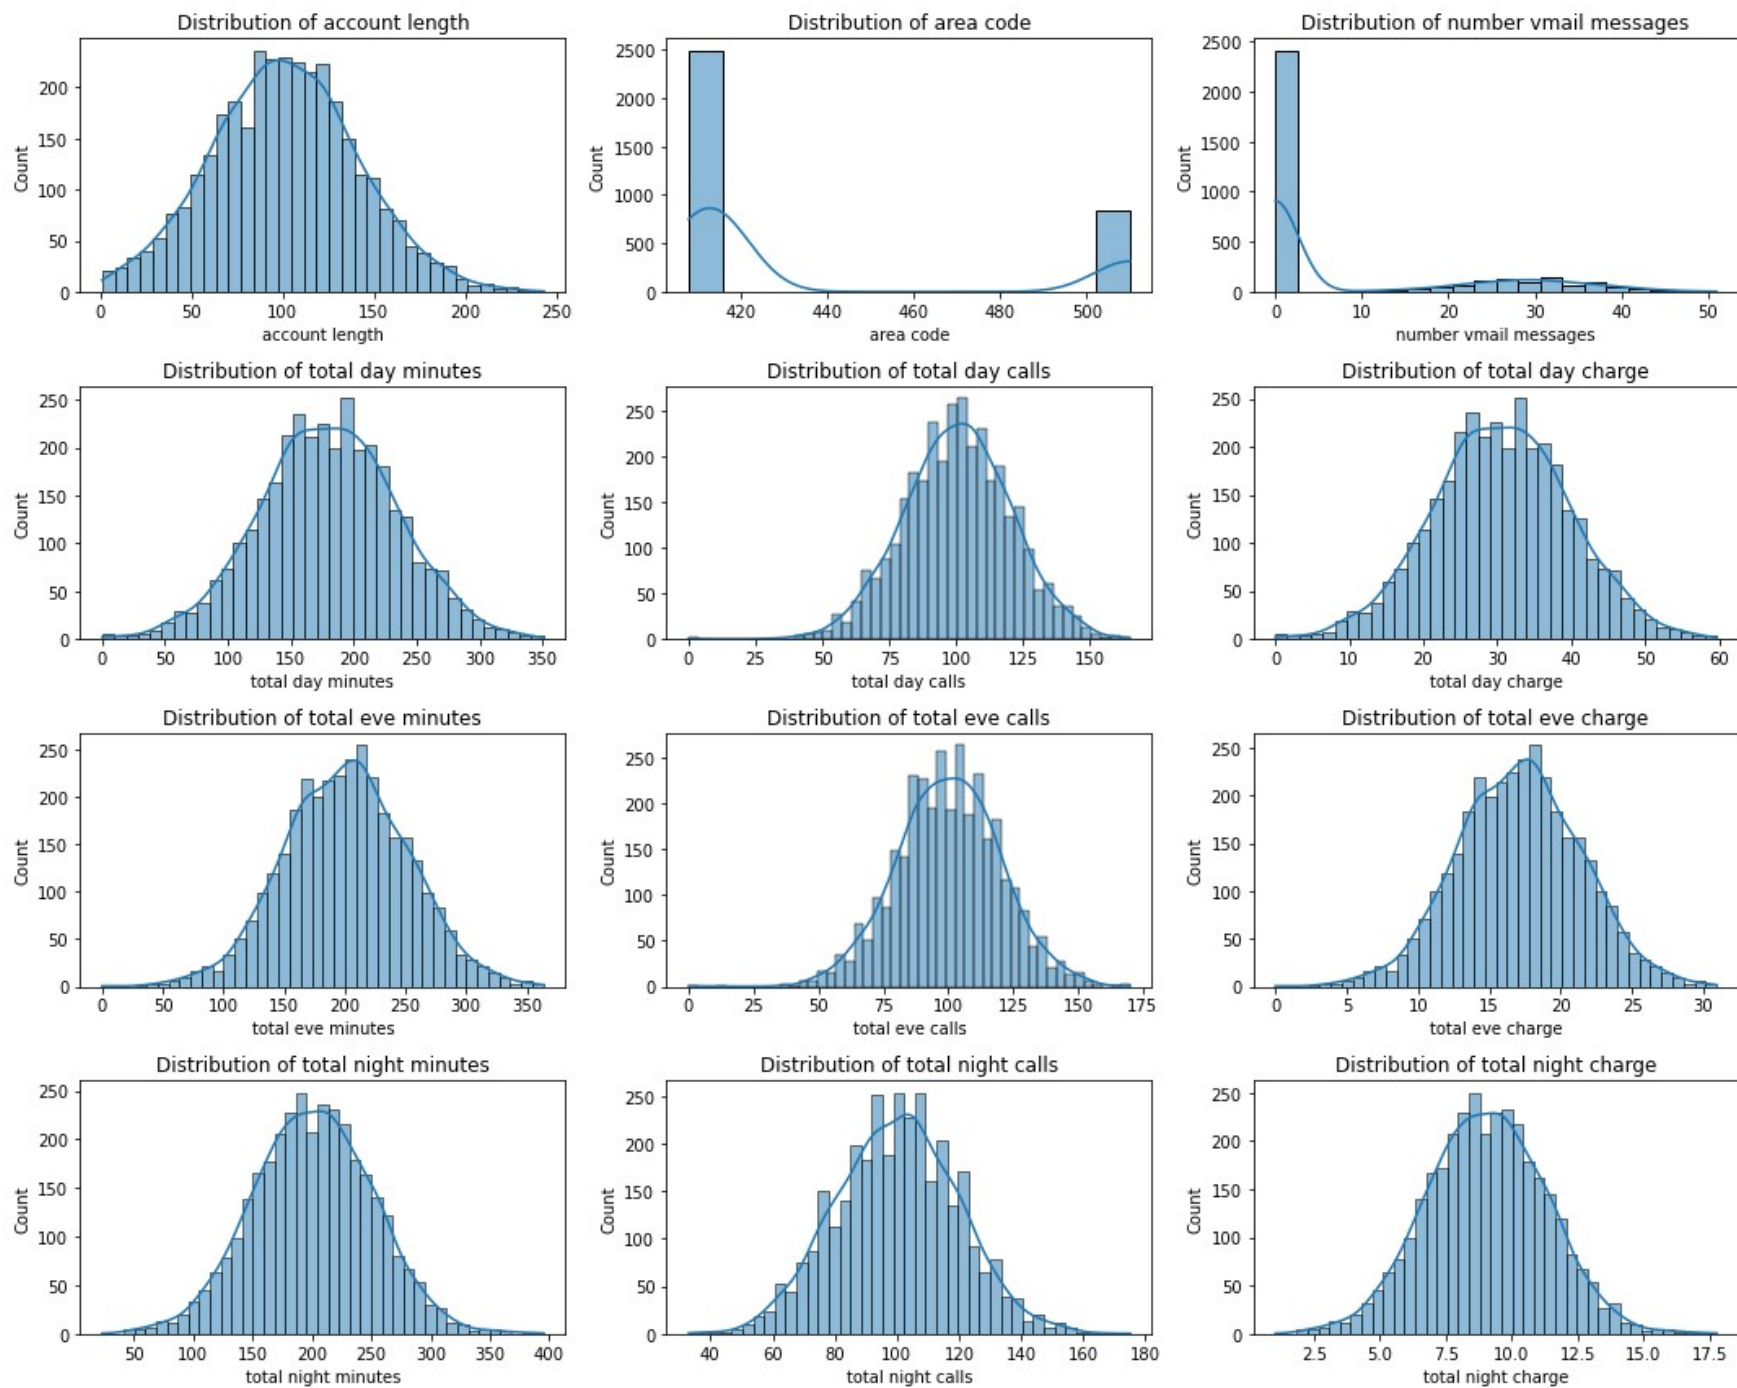 Distribution of account length
Distribution of area code
Distribution of number vmail messages
200
150
100
50
0
Count
0 50 100 150 200 250
account length
2500
2000
1500
1000
500
0
Count
420 440 460 480 500
area code
2500
2000
1500
1000
500
0
Count
0 10 20 30 40 50
number vmail messages
Distribution of total day minutes
Distribution of total day calls
Distribution of total day charge
250
200
150
100
50
0
Count
0 50 100 150 200 250 300 350
total day minutes
250
200
150
100
50
0
Count
0 25 50 75 100 125 150
total day calls
250
200
150
100
50
0
Count
0 10 20 30 40 50 60
total day charge
Distribution of total eve minutes
Distribution of total eve calls
Distribution of total eve charge
250
200
150
100
50
0
Count
0 50 100 150 200 250 300 350
total eve minutes
250
200
150
100
50
0
Count
0 25 50 75 100 125 150 175
total eve calls
250
200
150
100
50
0
Count
0 5 10 15 20 25 30
total eve charge
Distribution of total night minutes
Distribution of total night calls
Distribution of total night charge
250
200
150
100
50
0
Count
50 100 150 200 250 300 350 400
total night minutes
250
200
150
100
50
0
Count
40 60 80 100 120 140 160 180
total night calls
250
200
150
100
50
0
Count
2.5 5.0 7.5 10.0 12.5 15.0 17.5
total night charge